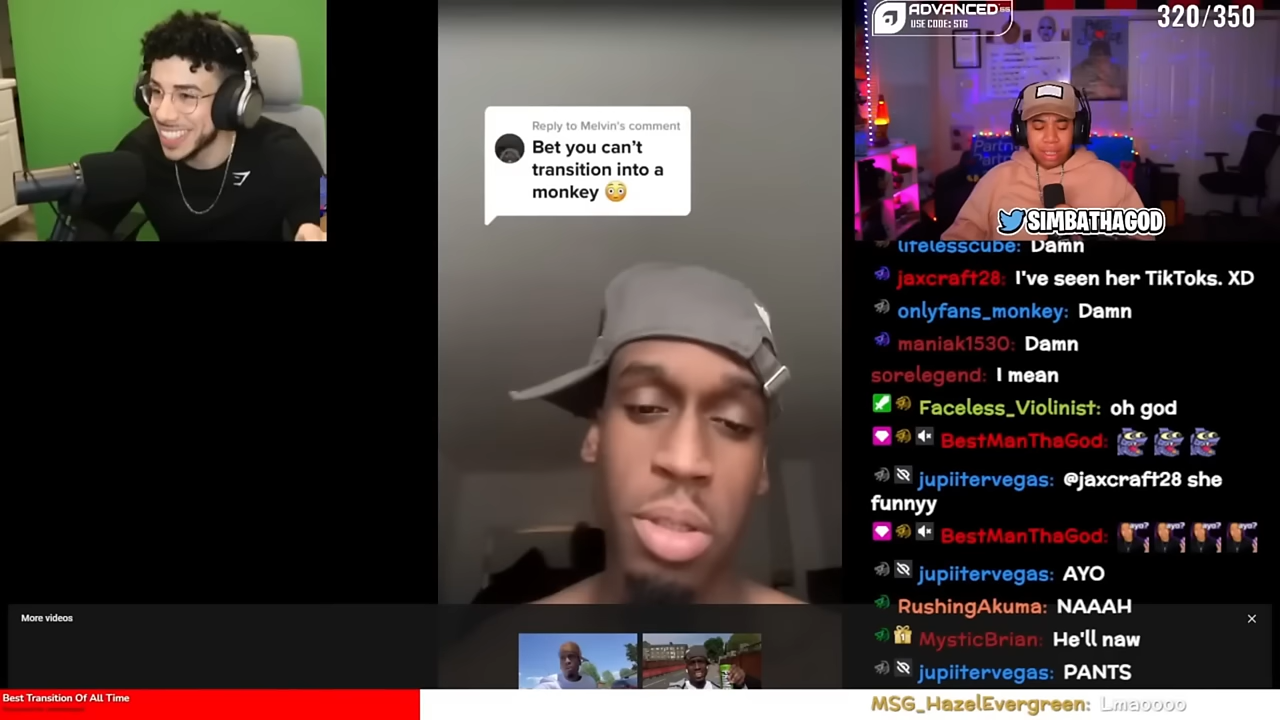 ADVANCED
USE CODE: STG
320/350
Reply to Melvin's comment
Bet you can't
transition into a
monkey 😳
SIMBATHAGOD
lifelesscube: Damn
jaxcraft28: I've seen her TikToks. XD
onlyfans_monkey: Damn
maniak1530: Damn
sorelegend: I mean
Faceless_Violinist: oh god
BestManThaGod:
jupiitervegas: @jaxcraft28 she
funnyy
BestManThaGod:
jupiitervegas: AYO
RushingAkuma: NAAAH
MysticBrian: He'll naw
jupiitervegas: PANTS
MSG_HazelEvergreen: Lmaoooo
More videos
Best Transition Of All Time